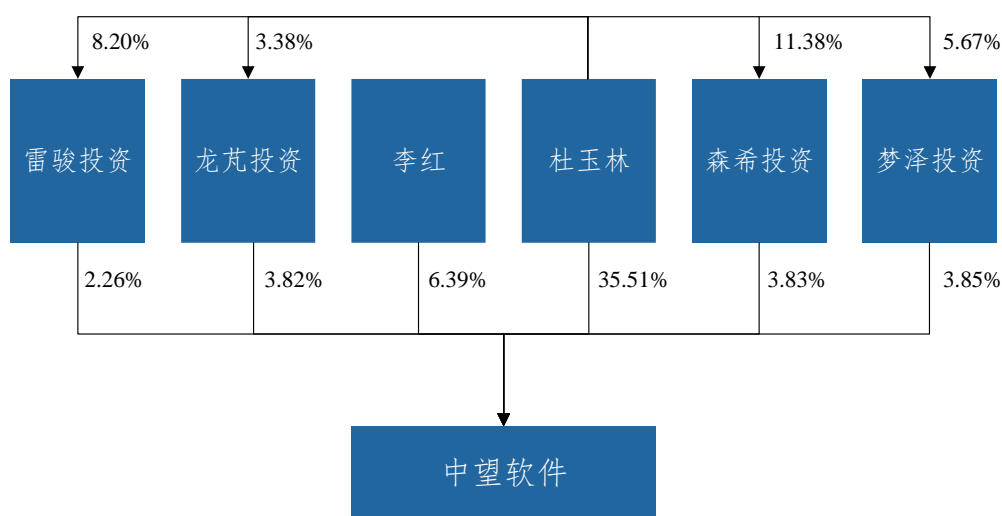 8.20%
3.38%
11.38%
5.67%
雷骏投资
龙芃投资
李红
杜玉林
森希投资
梦泽投资
2.26%
3.82%
6.39%
35.51%
3.83%
3.85%
中望软件